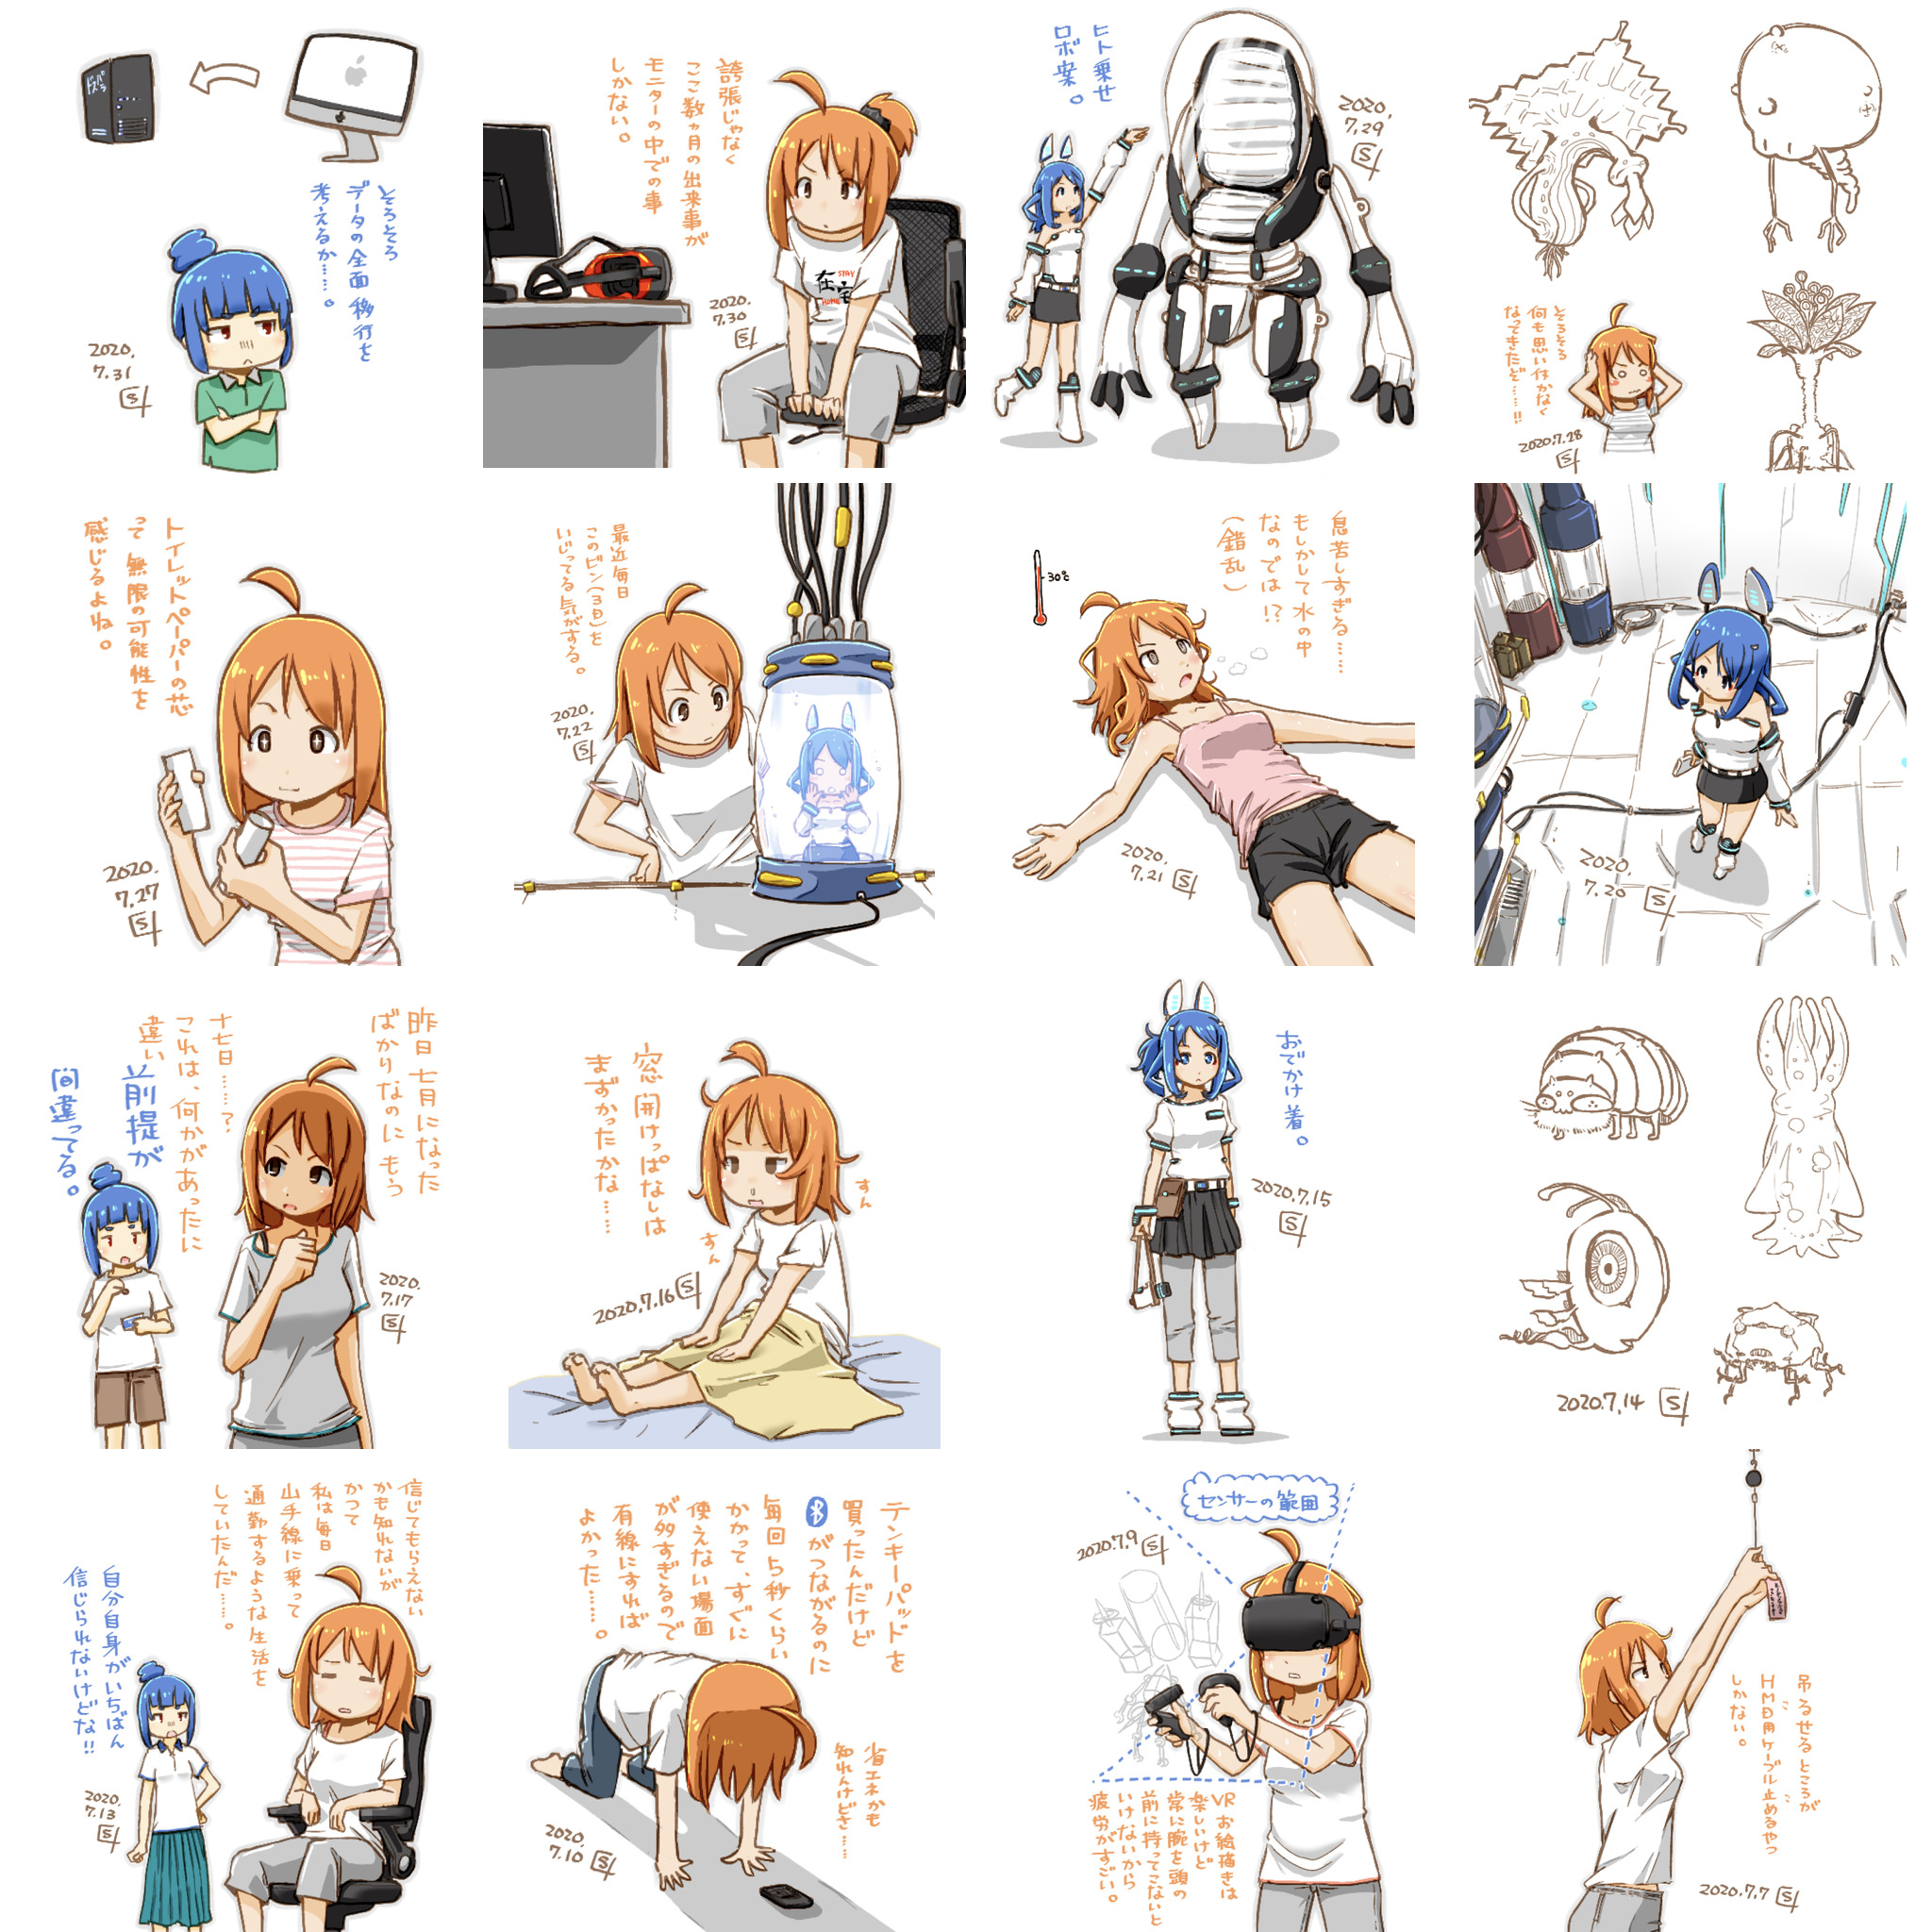 ドスパラ
そろそろ
データの全面移行を
考えるか……。
2020.
7.31
誇張じゃなく
ここ数ヵ月の出来事が
モニターの中での事
しかない。
STAY
在宅
HOME
2020.
7.30
ヒト乗せ
ロボ案。
2020.
7.29
そろそろ
何も思い付かなく
なってきたぞ……!!
2020.7.28
トイレットペーパーの芯
って無限の可能性を
感じるよね。
2020.
7.27
最近毎日
このビン(3日)を
いじってる気がする。
2020.
7.22
30℃
息苦しすぎる……
もしかして水の中
なのでは!?
(錯乱)
2020.
7.21
2020.
7.20
昨日七月になった
ばかりなのにもう
十七日……?
これは、何かがあったに
違い
前提が
間違ってる。
2020.
7.17
窓開けっぱなしは
まずかったかな……
すん
すん
2020.7.16
おでかけ着。
2020.7.15
2020.7.14
信じてもらえない
かも知れないが
かつて
私は毎日
山手線に乗って
通勤するような生活を
していたんだ……。
自分自身がいちばん
信じられないけどな!!
2020.
7.13
テンキーパッドを
買ったんだけど
がつながるのに
毎回5秒くらい
かかって、すぐに
使えない場面
が多すぎるので
有線にすれば
よかった……。
省エネかも
知れんけどさ……
2020.
7.10
センサーの範囲
2020.7.9
VRお絵描きは
楽しいけど
常に腕を頭の
前に持ってこないと
いけないから
疲労がすごい。
吊るせるところが
HMD用ケーブル止めるやつ
しかない。
2020.7.7